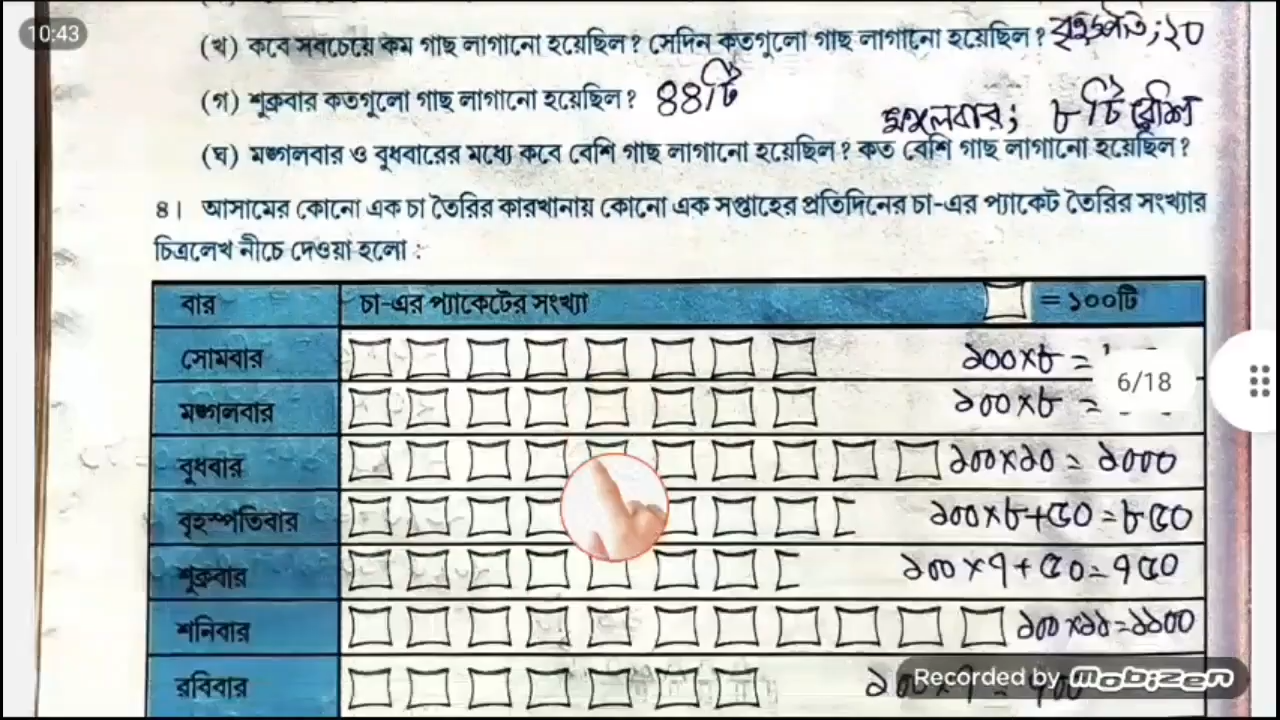 10:43
(খ) কবে সবচেয়ে কম গাছ লাগানো হয়েছিল? সেদিন কতগুলো গাছ লাগানো হয়েছিল? ২০
(গ) শুক্রবার কতগুলো গাছ লাগানো হয়েছিল? ৪৪টি
মঙ্গলবার; ৮টি বেশি
(ঘ) মঙ্গলবার ও বুধবারের মধ্যে কবে বেশি গাছ লাগানো হয়েছিল? কত বেশি গাছ লাগানো হয়েছিল?
৪। আসামের কোনো এক চা তৈরির কারখানায় কোনো এক সপ্তাহের প্রতিদিনের চা-এর প্যাকেট তৈরির সংখ্যার
চিত্রলেখ নীচে দেওয়া হলো :
বার চা-এর প্যাকেটের সংখ্যা = ১০০টি
সোমবার ১০০×৮ =
6/18
মঙ্গলবার ১০০×৮ =
বুধবার ১০০×১০ = ১০০০
বৃহস্পতিবার ১০০×৮+৫০=৮৫০
শুক্রবার ১০০×৭+৫০=৭৫০
শনিবার ১০০×১১=১১০০
রবিবার
Recorded by mobizen